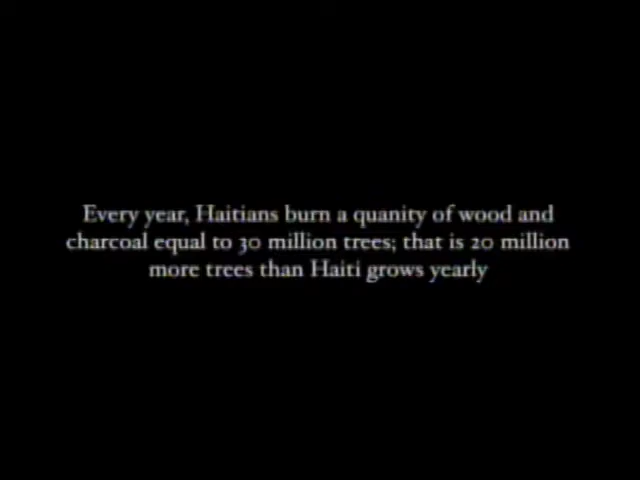 Every year, Haitians burn a quanity of wood and
charcoal equal to 30 million trees; that is 20 million
more trees than Haiti grows yearly